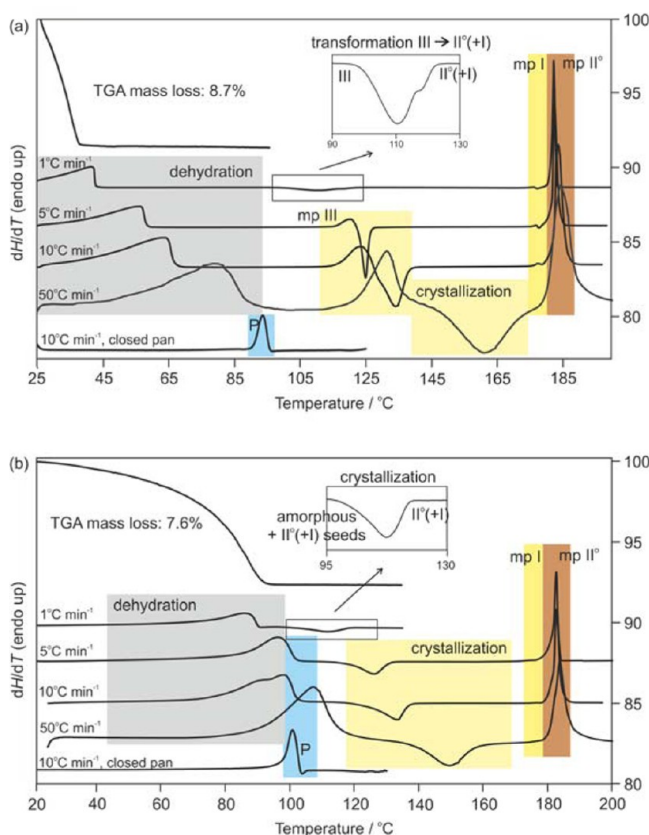 (a)
transformation III → II°(+I)
III
II°(+I)
90
110
130
TGA mass loss: 8.7%
mp I
mp II°
100
95
90
85
80
dH/dT (endo up)
1°C min⁻¹
dehydration
5°C min⁻¹
mp III
10°C min⁻¹
50°C min⁻¹
crystallization
P
10°C min⁻¹, closed pan
25 45 65 85 105 125 145 165 185
Temperature / °C
(b)
crystallization
amorphous
+ II°(+I) seeds
II°(+I)
95
130
TGA mass loss: 7.6%
mp I
mp II°
100
95
90
85
80
dH/dT (endo up)
dehydration
1°C min⁻¹
5°C min⁻¹
crystallization
10°C min⁻¹
50°C min⁻¹
P
10°C min⁻¹, closed pan
20 40 60 80 100 120 140 160 180 200
Temperature / °C